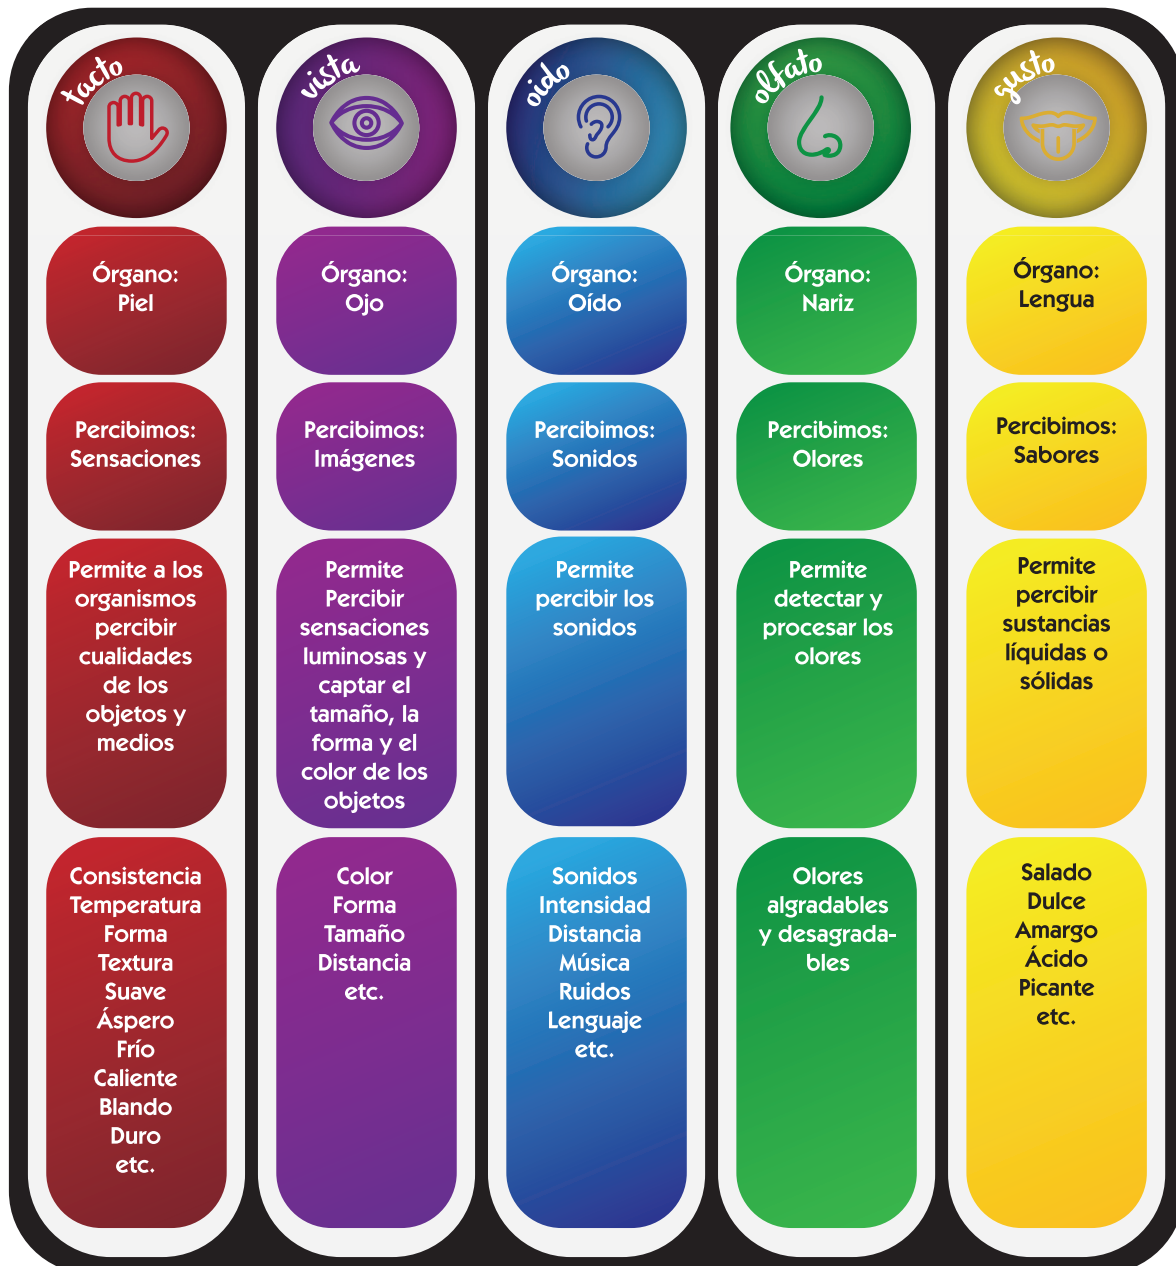 tacto
Órgano:
Piel
Percibimos:
Sensaciones
Permite a los
organismos
percibir
cualidades
de los
objetos y
medios
Consistencia
Temperatura
Forma
Textura
Suave
Áspero
Frío
Caliente
Blando
Duro
etc.
vista
Órgano:
Ojo
Percibimos:
Imágenes
Permite
Percibir
sensaciones
luminosas y
captar el
tamaño, la
forma y el
color de los
objetos
Color
Forma
Tamaño
Distancia
etc.
oido
Órgano:
Oído
Percibimos:
Sonidos
Permite
percibir los
sonidos
Sonidos
Intensidad
Distancia
Música
Ruidos
Lenguaje
etc.
olfato
Órgano:
Nariz
Percibimos:
Olores
Permite
detectar y
procesar los
olores
Olores
algradables
y desagrada-
bles
gusto
Órgano:
Lengua
Percibimos:
Sabores
Permite
percibir
sustancias
líquidas o
sólidas
Salado
Dulce
Amargo
Ácido
Picante
etc.